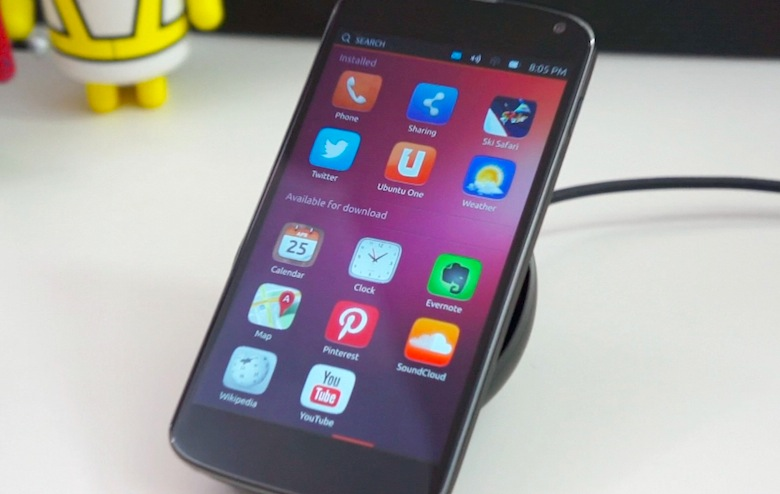 SEARCH
8:05 PM
Installed
Phone
Sharing
Ski Safari
Twitter
Ubuntu One
Weather
Available for download
APR
25
Calendar
Clock
Evernote
A
Map
Pinterest
SoundCloud
Wikipedia
You
Tube
YouTube